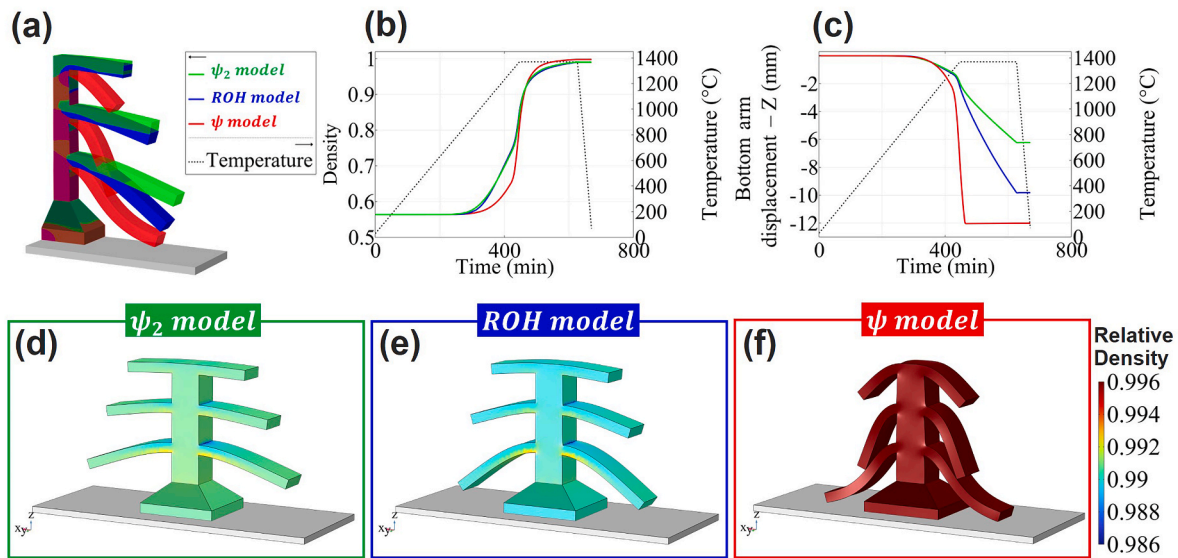 (a)
ψ₂ model
ROH model
ψ model
Temperature
(b)
1
0.9
0.8
0.7
0.6
0.5
Density
0
400
800
Time (min)
1400
1200
1000
800
600
400
200
0
Temperature (°C)
(c)
-2
-4
-6
-8
-10
-12
Bottom arm
displacement – Z (mm)
0
400
800
Time (min)
1400
1200
1000
800
600
400
200
0
Temperature (°C)
ψ₂ model
(d)
z
xy
ROH model
(e)
z
xy
ψ model
(f)
z
xy
Relative
Density
0.996
0.994
0.992
0.99
0.988
0.986